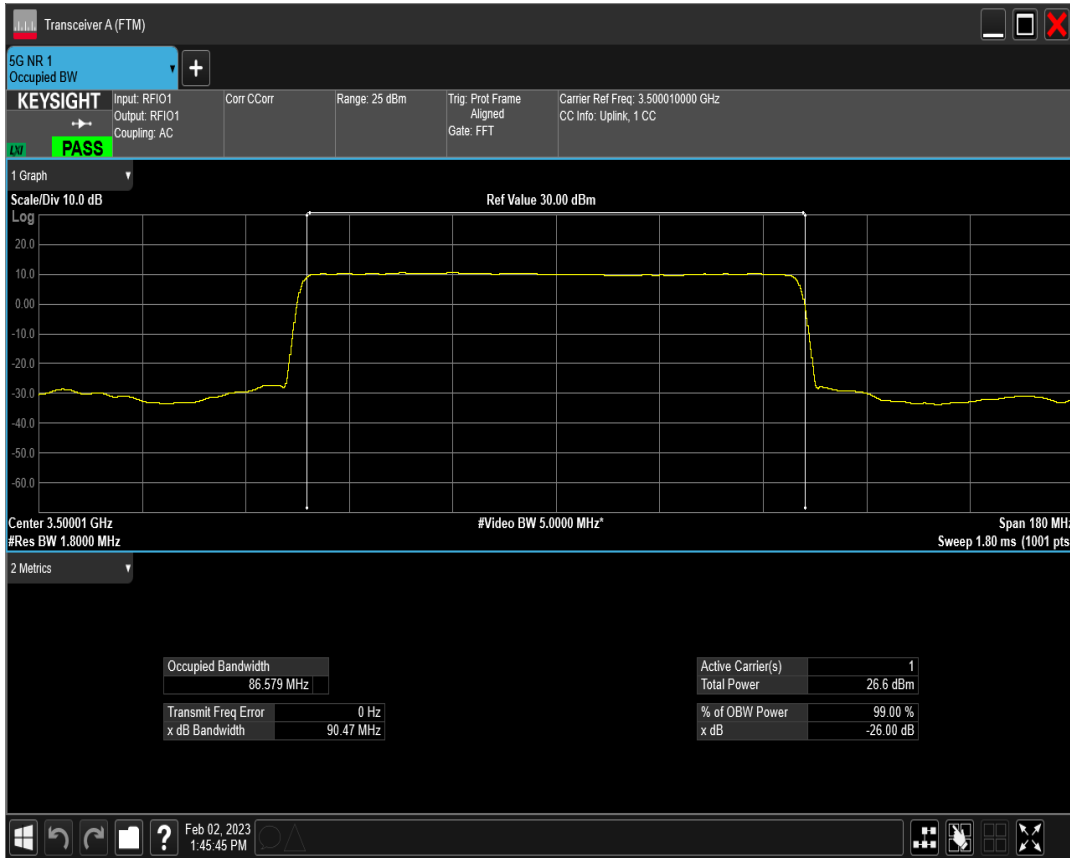 Transceiver A (FTM)
5G NR 1
Occupied BW
+
KEYSIGHT
LXI
PASS
Input: RFIO1
Output: RFIO1
Coupling: AC
Corr CCorr
Range: 25 dBm
Trig: Prot Frame
Aligned
Gate: FFT
Carrier Ref Freq: 3.500010000 GHz
CC Info: Uplink, 1 CC
1 Graph
Scale/Div 10.0 dB
Ref Value 30.00 dBm
Log
20.0
10.0
0.00
-10.0
-20.0
-30.0
-40.0
-50.0
-60.0
Center 3.50001 GHz
#Video BW 5.0000 MHz*
Span 180 MHz
#Res BW 1.8000 MHz
Sweep 1.80 ms (1001 pts
2 Metrics
Occupied Bandwidth
86.579 MHz
Transmit Freq Error 0 Hz
x dB Bandwidth 90.47 MHz
Active Carrier(s) 1
Total Power 26.6 dBm
% of OBW Power 99.00 %
x dB -26.00 dB
?
Feb 02, 2023
1:45:45 PM